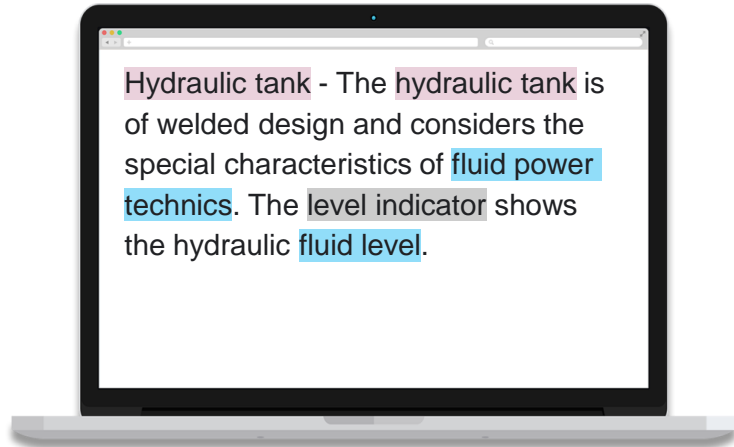 Hydraulic tank - The hydraulic tank is
of welded design and considers the
special characteristics of fluid power
technics. The level indicator shows
the hydraulic fluid level.